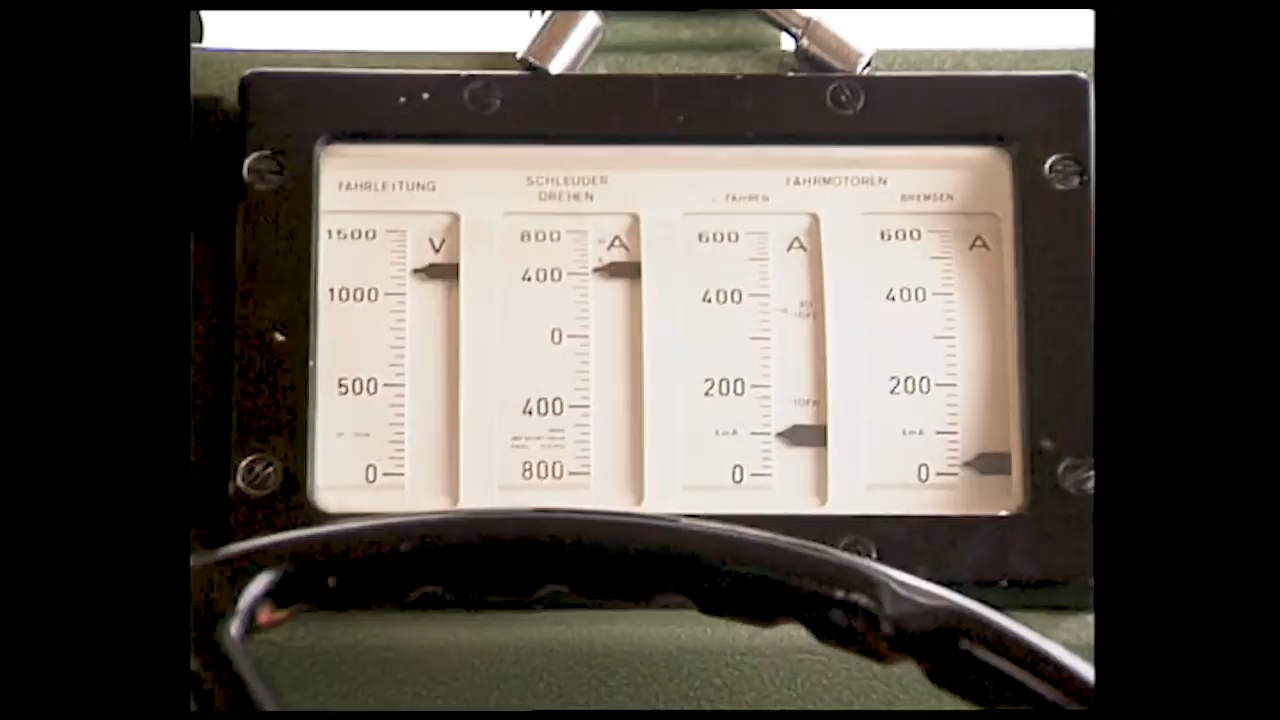 FAHRLEITUNG
1500
V
1000
500
0
SCHLEUDER
DREHEN
800
A
400
0
400
800
FAHRMOTOREN
FAHREN
600
A
400
200
0
BREMSEN
600
A
400
200
0